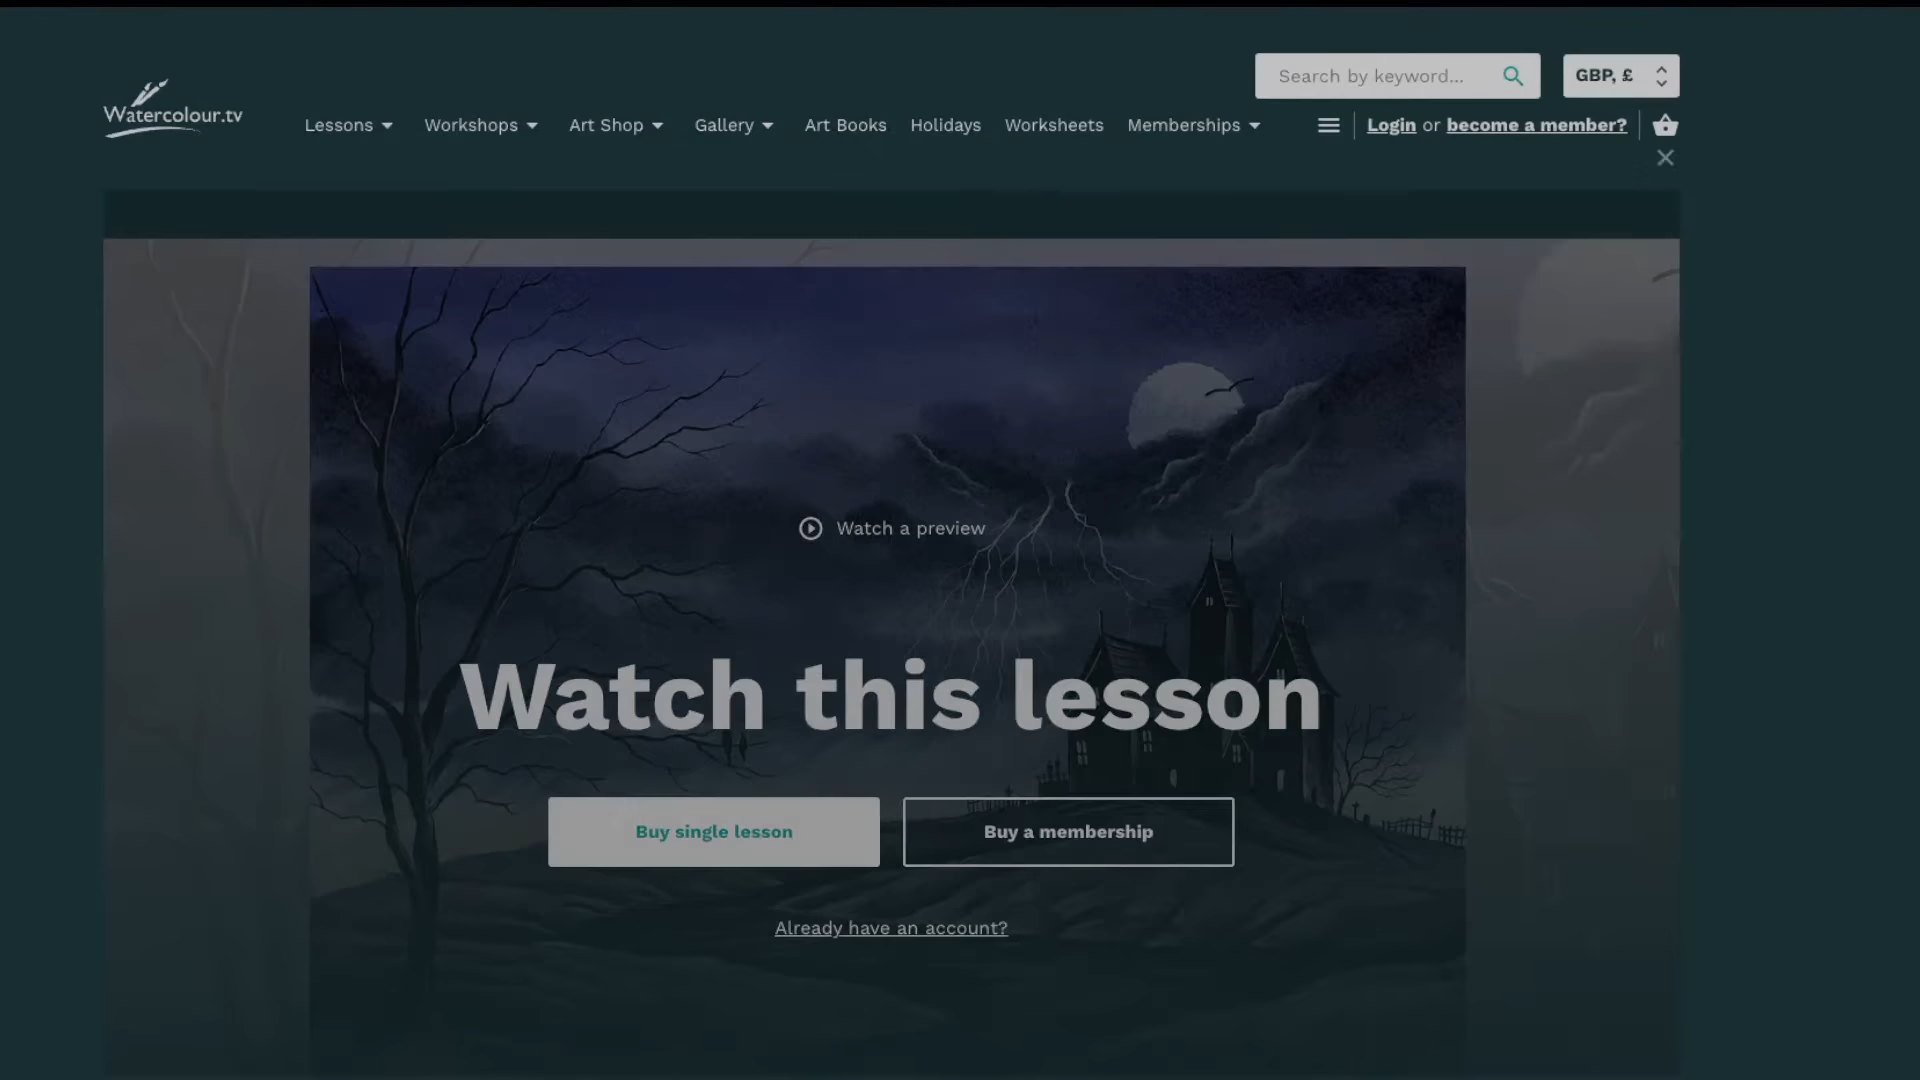 Search by keyword...
GBP, £
Watercolour.tv
Lessons Workshops Art Shop Gallery Art Books Holidays Worksheets Memberships Login or become a member?
Watch a preview
Watch this lesson
Buy single lesson Buy a membership
Already have an account?